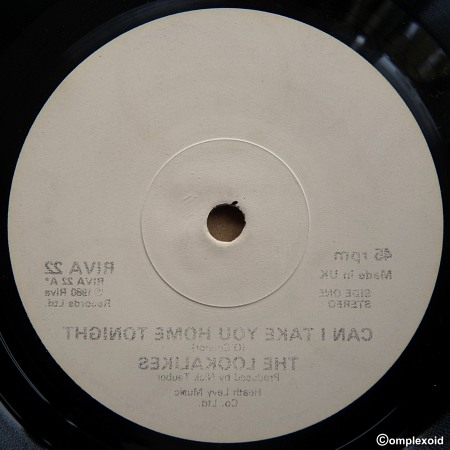 45 rpm
Made in UK
SIDE ONE
STEREO
RIVA 22
RIVA 22 A*
℗ 1980 Riva
Records Ltd.
CAN I TAKE YOU HOME TONIGHT
THE LOOKALIKES
Produced by Nick Tauber
Heath Levy Music
Co. Ltd.
©omplexoid